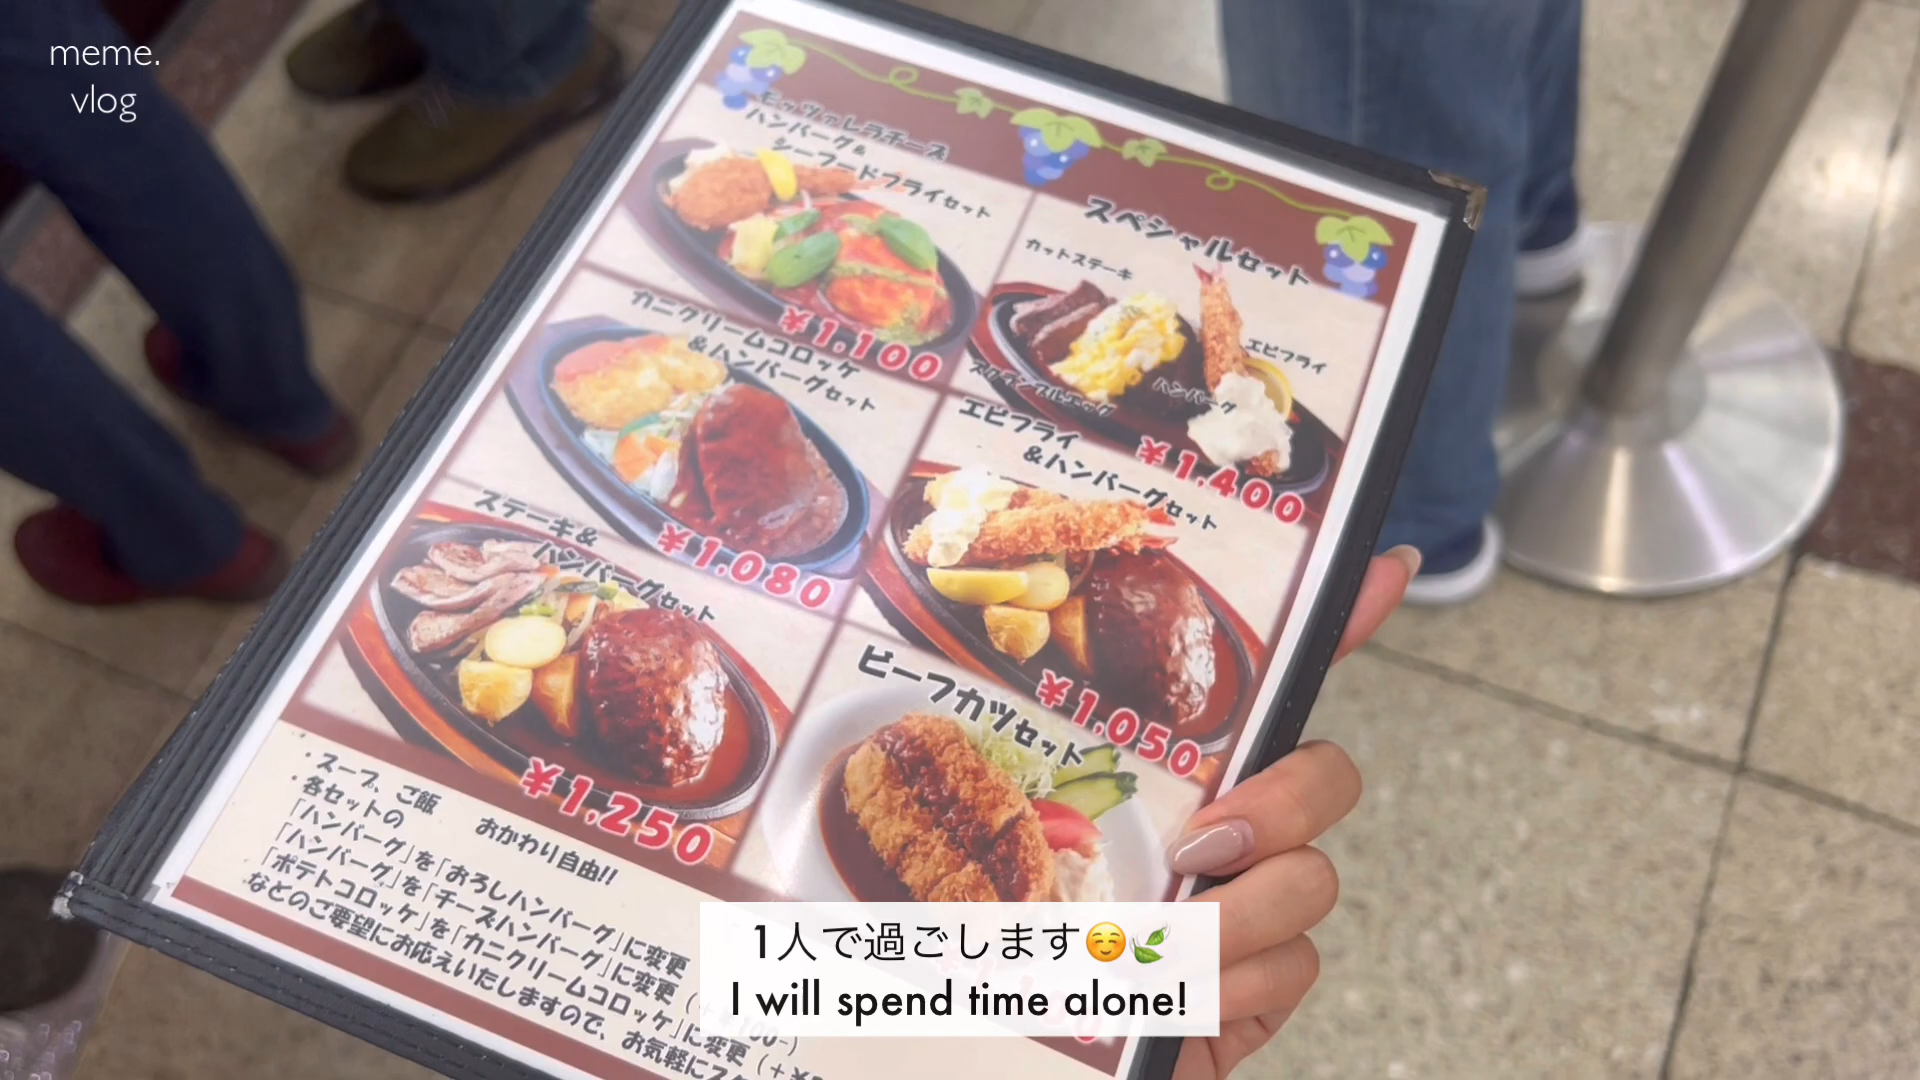 meme.
vlog
モッツァレラチーズ
ハンバーグ&
シーフードフライセット
¥1,100
スペシャルセット
カットステーキ
エビフライ
スクランブルエッグ
ハンバーグ
¥1,400
カニクリームコロッケ
&ハンバーグセット
¥1,080
エビフライ
&ハンバーグセット
¥1,050
ステーキ&
ハンバーグセット
¥1,250
ビーフカツセット
・スープ、ご飯 おかわり自由!!
・各セットの
「ハンバーグ」を「おろしハンバーグ」に変更
「ハンバーグ」を「チーズハンバーグ」に変更
「ポテトコロッケ」を「カニクリームコロッケ」に変更
などのご要望にお応えいたしますので、お気軽に
1人で過ごします☺️🌿
I will spend time alone!